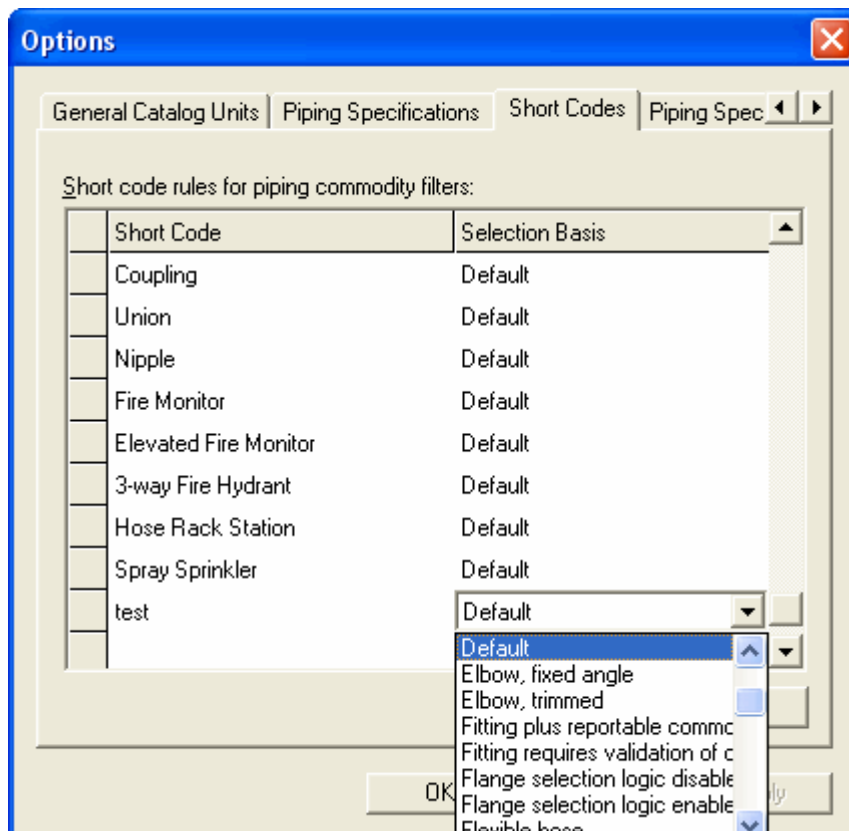 Options
General Catalog Units Piping Specifications Short Codes Piping Spec
Short code rules for piping commodity filters:
Short Code Selection Basis
Coupling Default
Union Default
Nipple Default
Fire Monitor Default
Elevated Fire Monitor Default
3-way Fire Hydrant Default
Hose Rack Station Default
Spray Sprinkler Default
test Default
Default
Elbow, fixed angle
Elbow, trimmed
Fitting plus reportable commo
Fitting requires validation of c
Flange selection logic disable
Flange selection logic enable
Flexible hose
OK